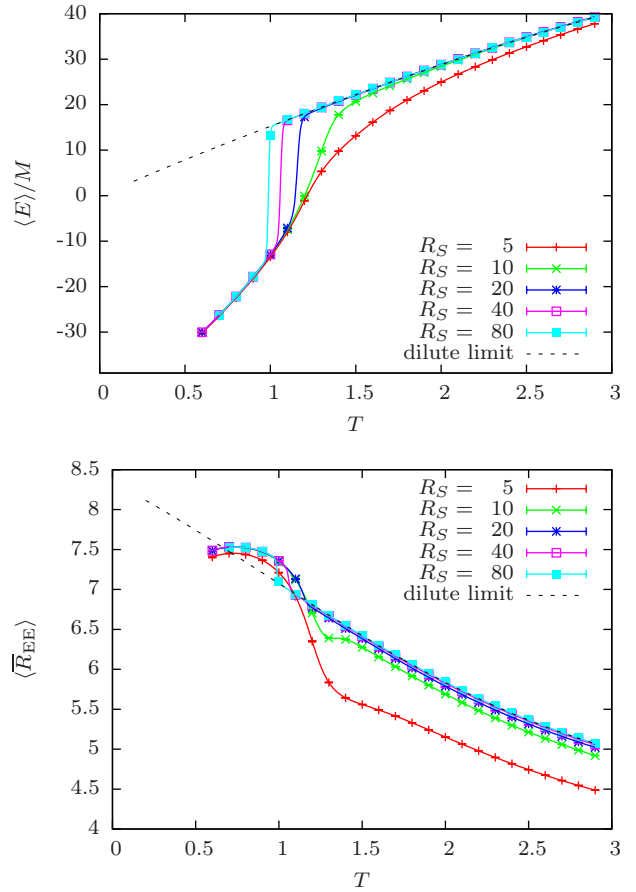 40
30
20
10
0
-10
-20
-30
⟨E⟩/M
R_S = 5
R_S = 10
R_S = 20
R_S = 40
R_S = 80
dilute limit
0 0.5 1 1.5 2 2.5 3
T
8.5
8
7.5
7
6.5
6
5.5
5
4.5
4
⟨R̅_EE⟩
R_S = 5
R_S = 10
R_S = 20
R_S = 40
R_S = 80
dilute limit
0 0.5 1 1.5 2 2.5 3
T